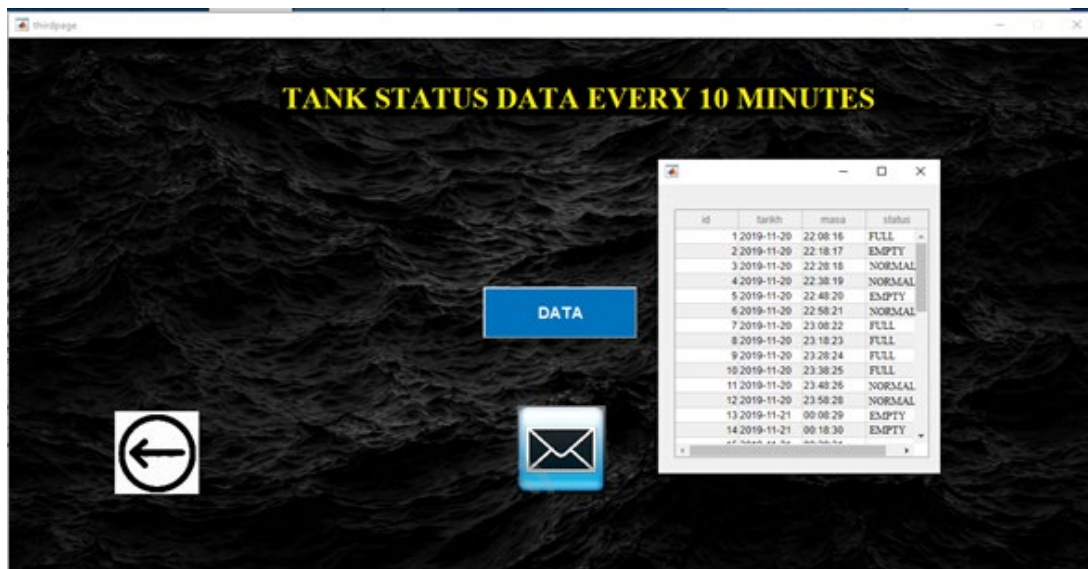 thirdpage
TANK STATUS DATA EVERY 10 MINUTES
id tarikh masa status
1 2019-11-20 22:08:16 FULL
2 2019-11-20 22:18:17 EMPTY
3 2019-11-20 22:28:18 NORMAL
4 2019-11-20 22:38:19 NORMAL
5 2019-11-20 22:48:20 EMPTY
6 2019-11-20 22:58:21 NORMAL
7 2019-11-20 23:08:22 FULL
8 2019-11-20 23:18:23 FULL
9 2019-11-20 23:28:24 FULL
10 2019-11-20 23:38:25 FULL
11 2019-11-20 23:48:26 NORMAL
12 2019-11-20 23:58:28 NORMAL
13 2019-11-21 00:08:29 EMPTY
14 2019-11-21 00:18:30 EMPTY
DATA